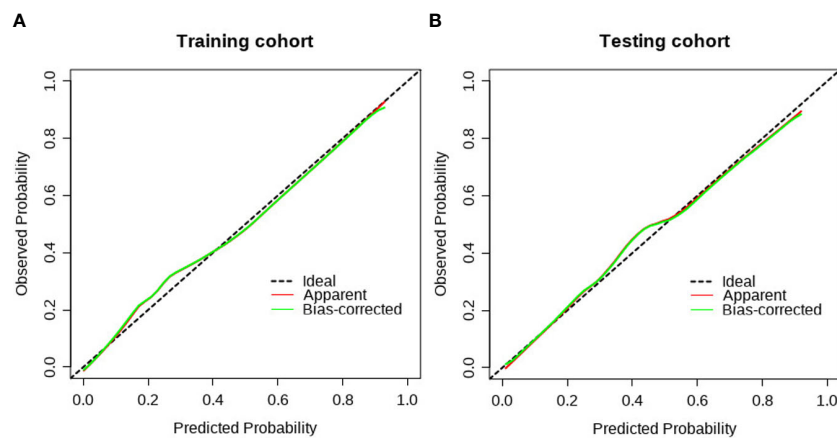 A
Training cohort
Observed Probability
1.0
0.8
0.6
0.4
0.2
0.0
Ideal
Apparent
Bias-corrected
0.0 0.2 0.4 0.6 0.8 1.0
Predicted Probability
B
Testing cohort
Observed Probability
1.0
0.8
0.6
0.4
0.2
0.0
Ideal
Apparent
Bias-corrected
0.0 0.2 0.4 0.6 0.8 1.0
Predicted Probability